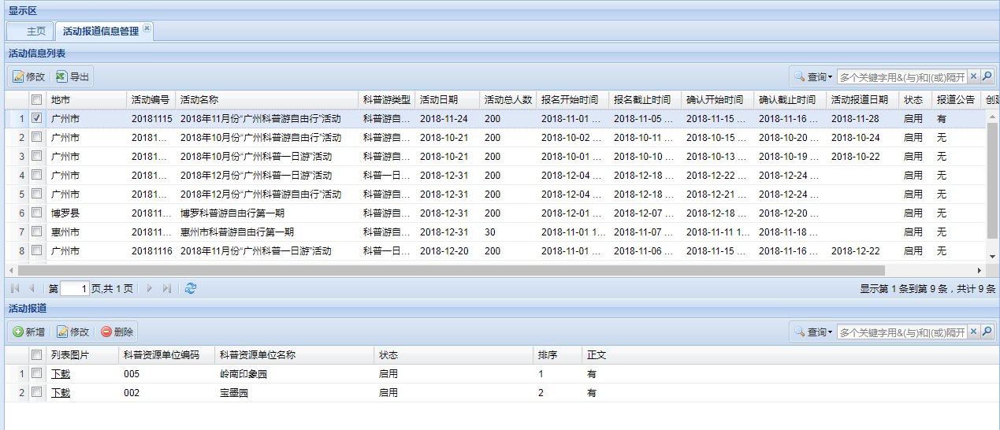 显示区
主页 活动报道信息管理
活动信息列表
修改 导出 查询 多个关键字用&(与)和|(或)隔开
地市 活动编号 活动名称 科普游类型 活动日期 活动总人数 报名开始时间 报名截止时间 确认开始时间 确认截止时间 活动报道日期 状态 报道公告 创建
1 广州市 20181115 2018年11月份“广州科普游自由行”活动 科普游自... 2018-11-24 200 2018-11-01 ... 2018-11-05 ... 2018-11-15 ... 2018-11-16 ... 2018-11-28 启用 有
2 广州市 20181... 2018年10月份“广州科普游自由行”活动 科普游自... 2018-10-21 200 2018-10-02 ... 2018-10-11 ... 2018-10-15 ... 2018-10-20 ... 2018-10-24 启用 无
3 广州市 20181... 2018年10月份“广州科普一日游”活动 科普游自... 2018-10-21 200 2018-10-01 ... 2018-10-10 ... 2018-10-13 ... 2018-10-19 ... 2018-10-22 启用 无
4 广州市 20181... 2018年12月份“广州科普一日游”活动 科普一日... 2018-12-31 200 2018-12-04 ... 2018-12-18 ... 2018-12-22 ... 2018-12-24 ... 启用 无
5 广州市 20181... 2018年12月份“广州科普游自由行”活动 科普游自... 2018-12-31 200 2018-12-04 ... 2018-12-18 ... 2018-12-21 ... 2018-12-24 ... 启用 无
6 博罗县 201811... 博罗科普游自由行第一期 科普游自... 2018-12-31 200 2018-12-01 ... 2018-12-07 ... 2018-12-18 ... 2018-12-20 ... 启用 无
7 惠州市 201811... 惠州市科普游自由行第一期 科普游自... 2018-12-31 30 2018-11-01 1... 2018-11-07 ... 2018-11-11 1... 2018-11-18 ... 启用 无
8 广州市 20181116 2018年11月份“广州科普一日游”活动 科普一日... 2018-12-20 200 2018-11-01 ... 2018-11-06 ... 2018-11-15 ... 2018-11-16 ... 2018-12-22 启用 无
第 1 页,共 1 页 显示第 1 条到第 9 条，共计 9 条
活动报道
新增 修改 删除 查询 多个关键字用&(与)和|(或)隔开
列表图片 科普资源单位编码 科普资源单位名称 状态 排序 正文
1 下载 005 岭南印象园 启用 1 有
2 下载 002 宝墨园 启用 2 有